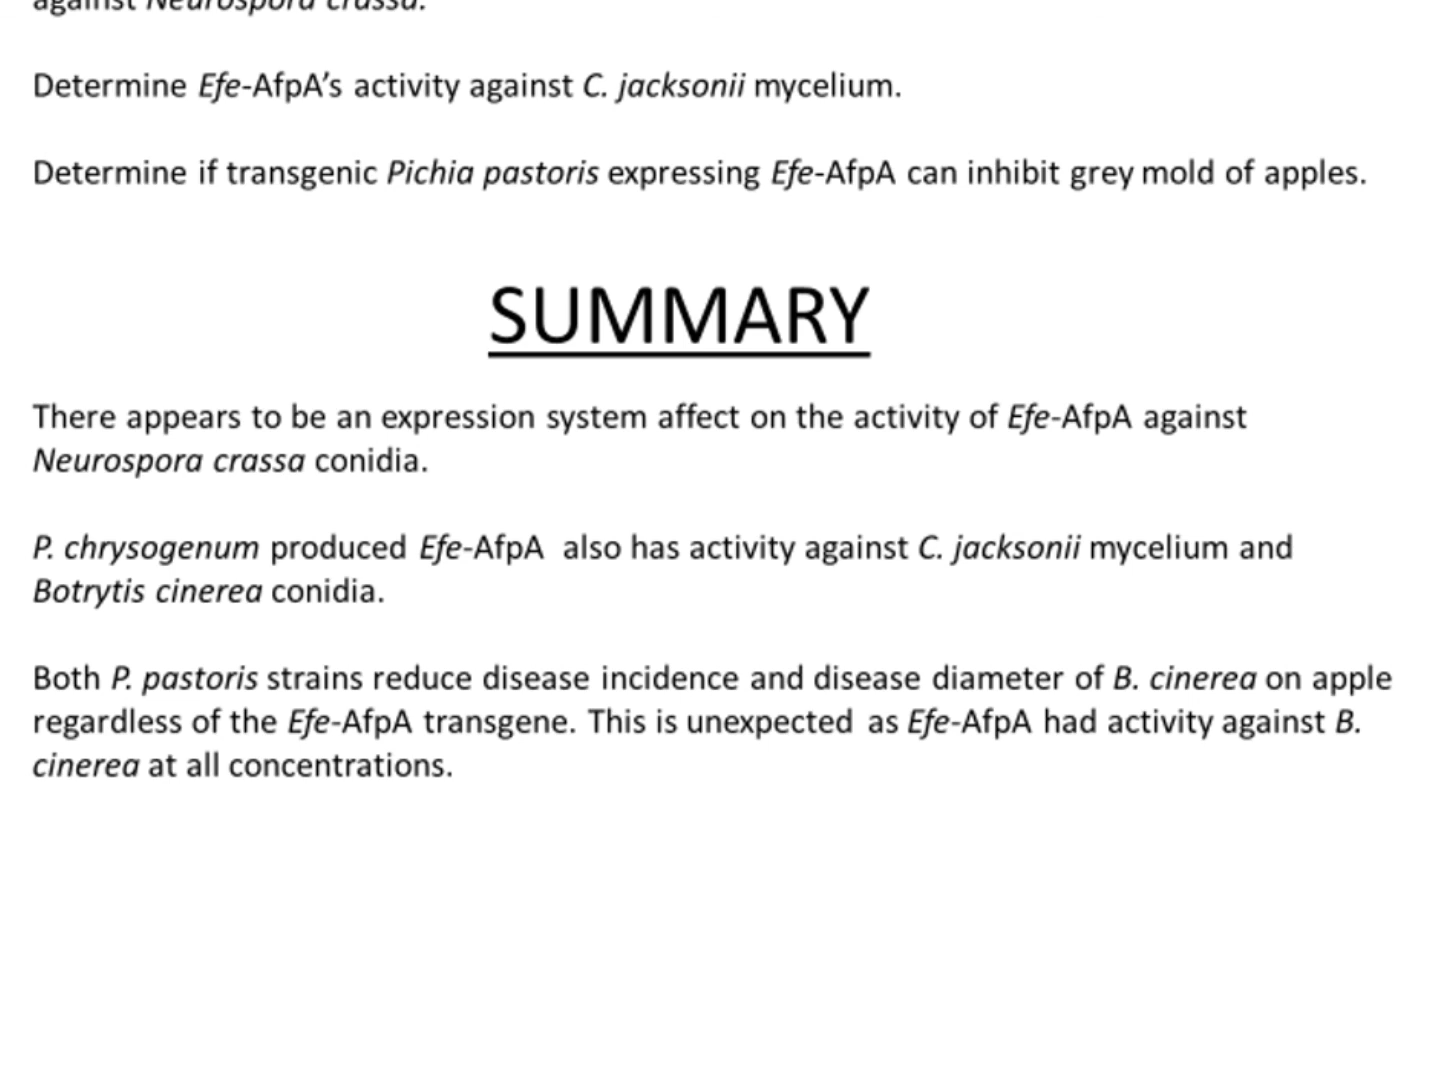 against Neurospora crassa.
Determine Efe-AfpA’s activity against C. jacksonii mycelium.
Determine if transgenic Pichia pastoris expressing Efe-AfpA can inhibit grey mold of apples.
SUMMARY
There appears to be an expression system affect on the activity of Efe-AfpA against
Neurospora crassa conidia.
P. chrysogenum produced Efe-AfpA also has activity against C. jacksonii mycelium and
Botrytis cinerea conidia.
Both P. pastoris strains reduce disease incidence and disease diameter of B. cinerea on apple
regardless of the Efe-AfpA transgene. This is unexpected as Efe-AfpA had activity against B.
cinerea at all concentrations.